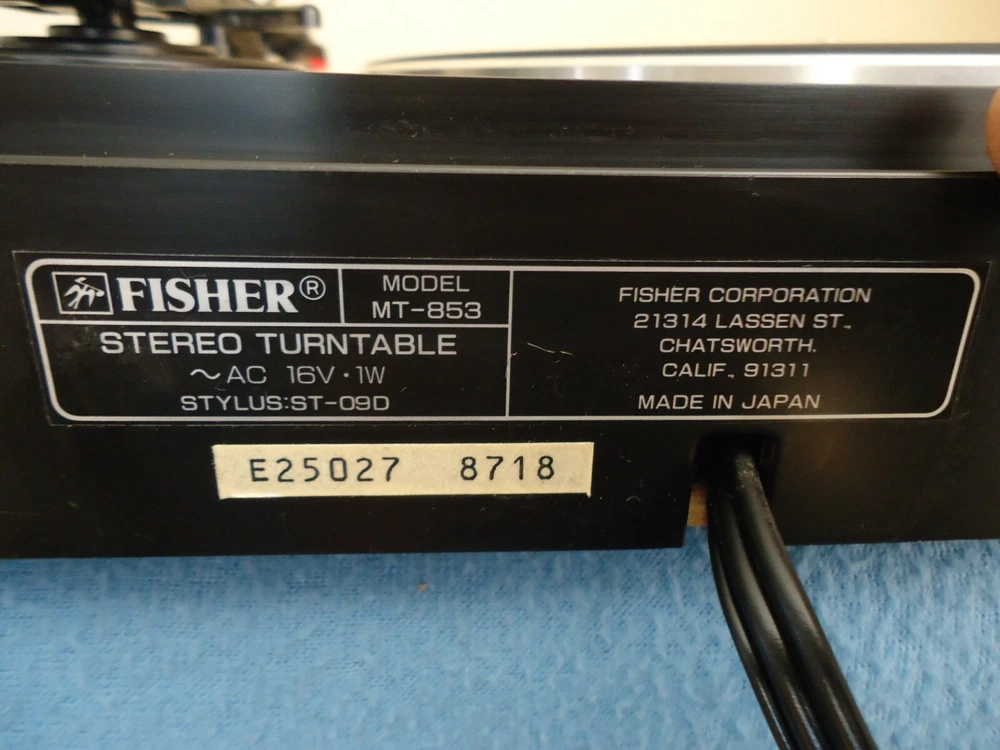 FISHER®
MODEL
MT-853
STEREO TURNTABLE
~AC 16V·1W
STYLUS:ST-09D
FISHER CORPORATION
21314 LASSEN ST.,
CHATSWORTH.
CALIF., 91311
MADE IN JAPAN
E25027 8718